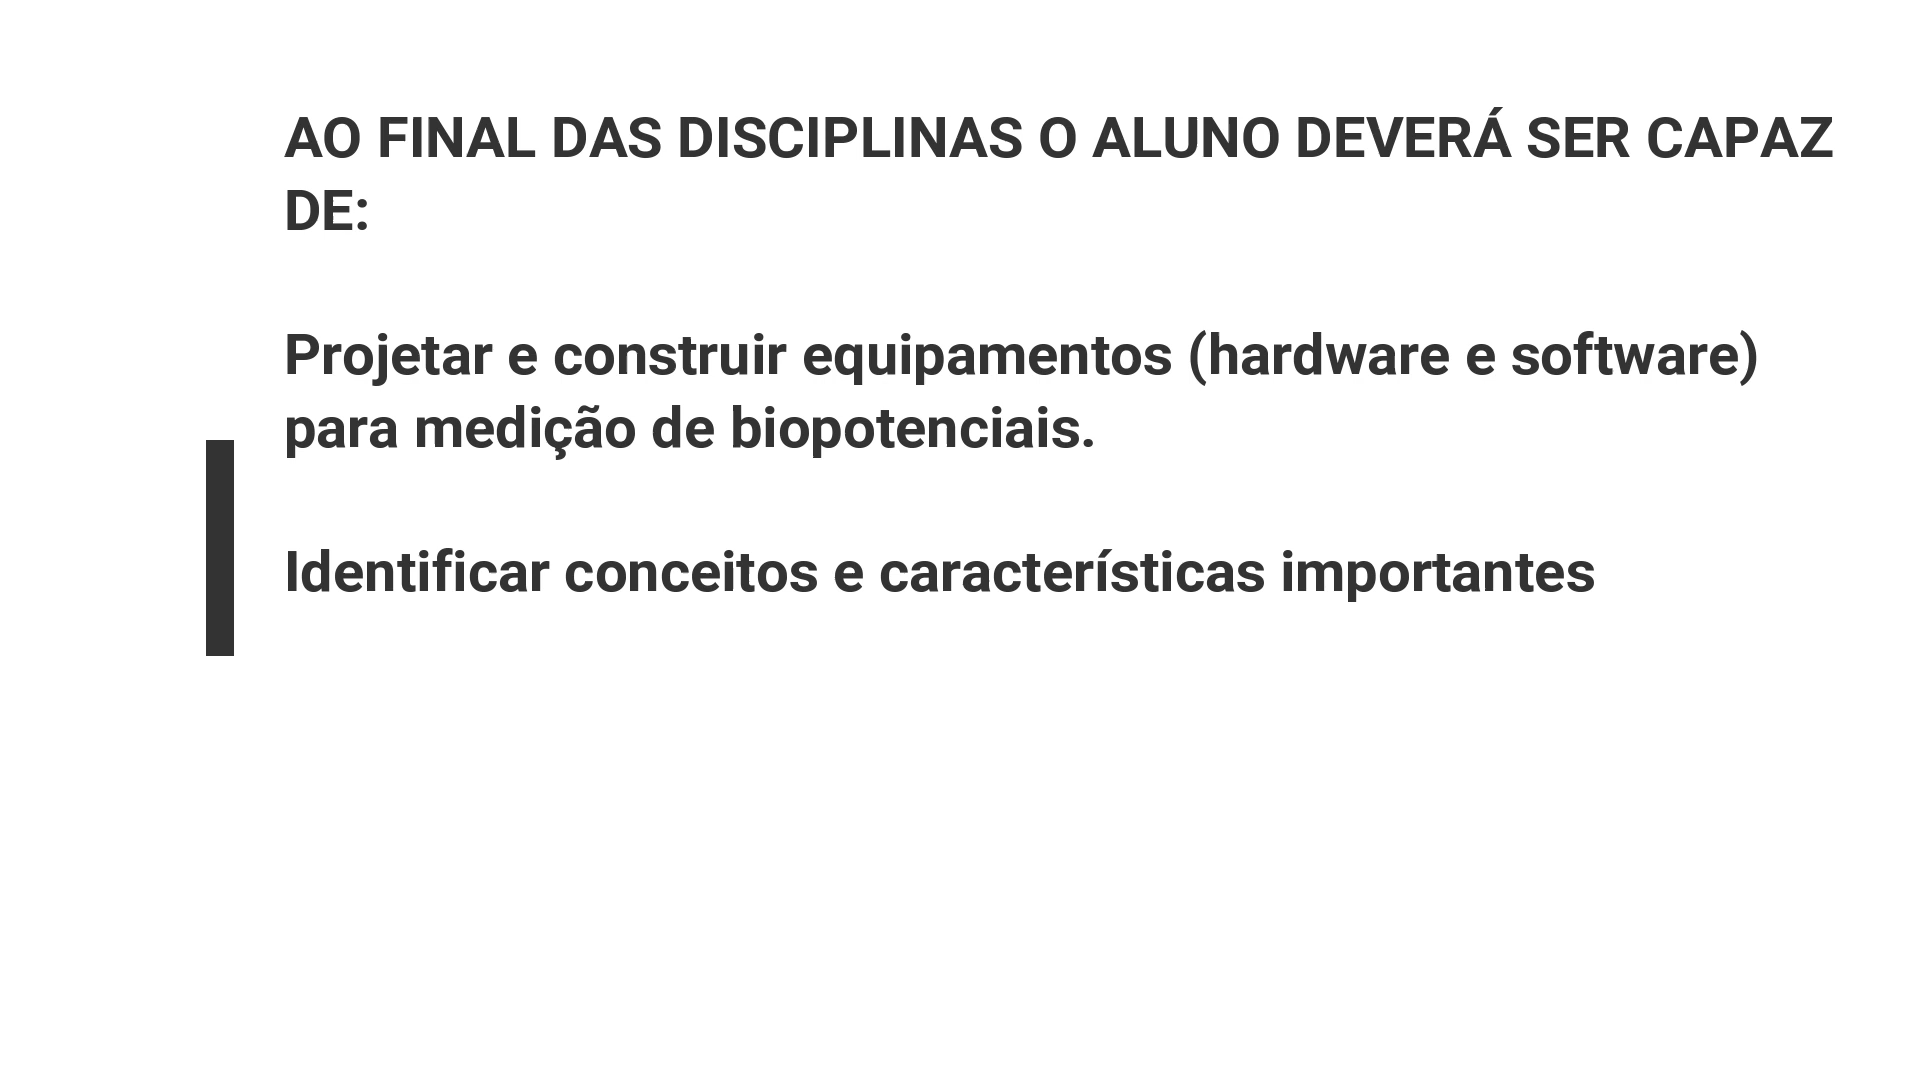 AO FINAL DAS DISCIPLINAS O ALUNO DEVERÁ SER CAPAZ
DE:
Projetar e construir equipamentos (hardware e software)
para medição de biopotenciais.
Identificar conceitos e características importantes